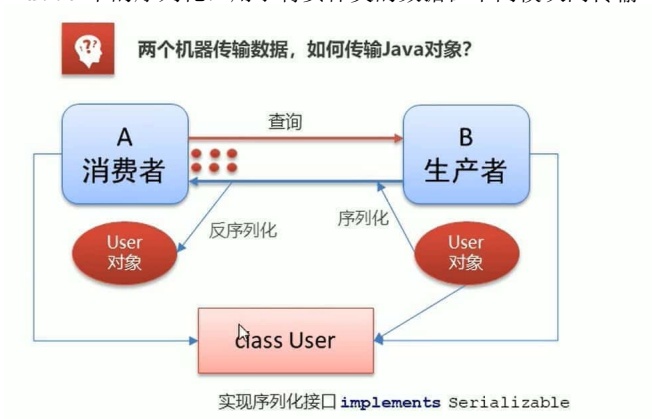 两个机器传输数据，如何传输Java对象？
查询
A
消费者
B
生产者
反序列化
序列化
User
对象
User
对象
class User
实现序列化接口 implements Serializable